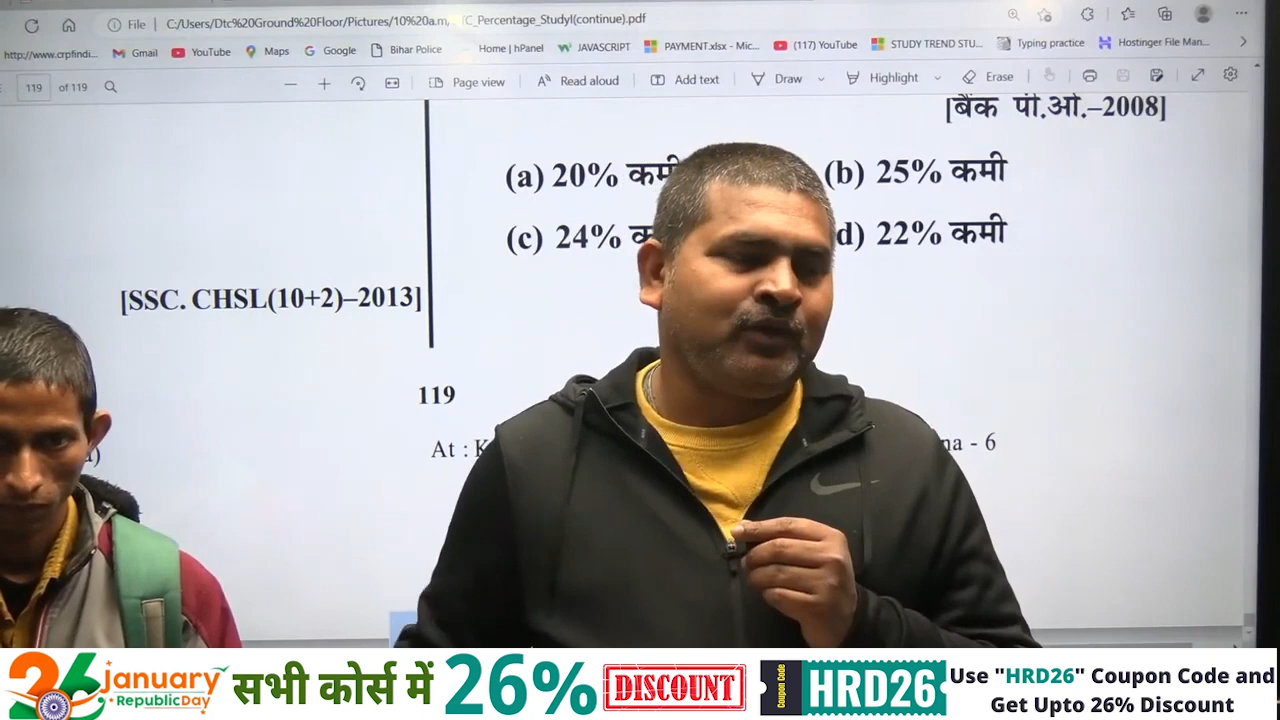 File C:/Users/Dtc%20Ground%20Floor/Pictures/10%20a.m, C_Percentage_Studyl(continue).pdf
http://www.crpfindi... Gmail YouTube Maps Google Bihar Police Home | hPanel JAVASCRIPT PAYMENT.xlsx - Mic... (117) YouTube STUDY TREND STU... Typing practice Hostinger File Man...
119 of 119 Page view Read aloud Add text Draw Highlight Erase
[बैंक पी.ओ.–2008]
(a) 20% कमी (b) 25% कमी
(c) 24% d) 22% कमी
[SSC. CHSL(10+2)–2013]
119
At : K na - 6
26 january Republic Day
सभी कोर्स में 26% DISCOUNT
Coupon Code HRD26
Use "HRD26" Coupon Code and
Get Upto 26% Discount